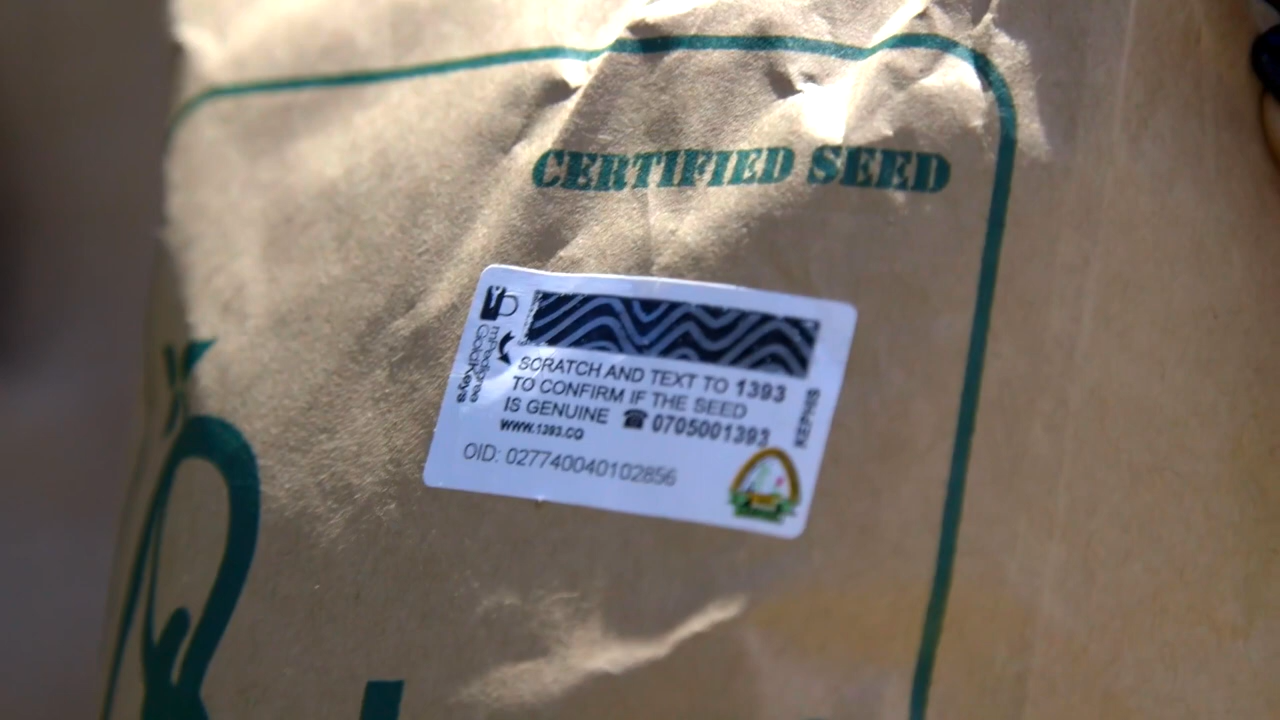 CERTIFIED SEED
mPedigree
GoldKeys
SCRATCH AND TEXT TO 1393
TO CONFIRM IF THE SEED
IS GENUINE ☎ 0705001393
WWW.1393.CO
OID: 027740040102856
KEPHIS